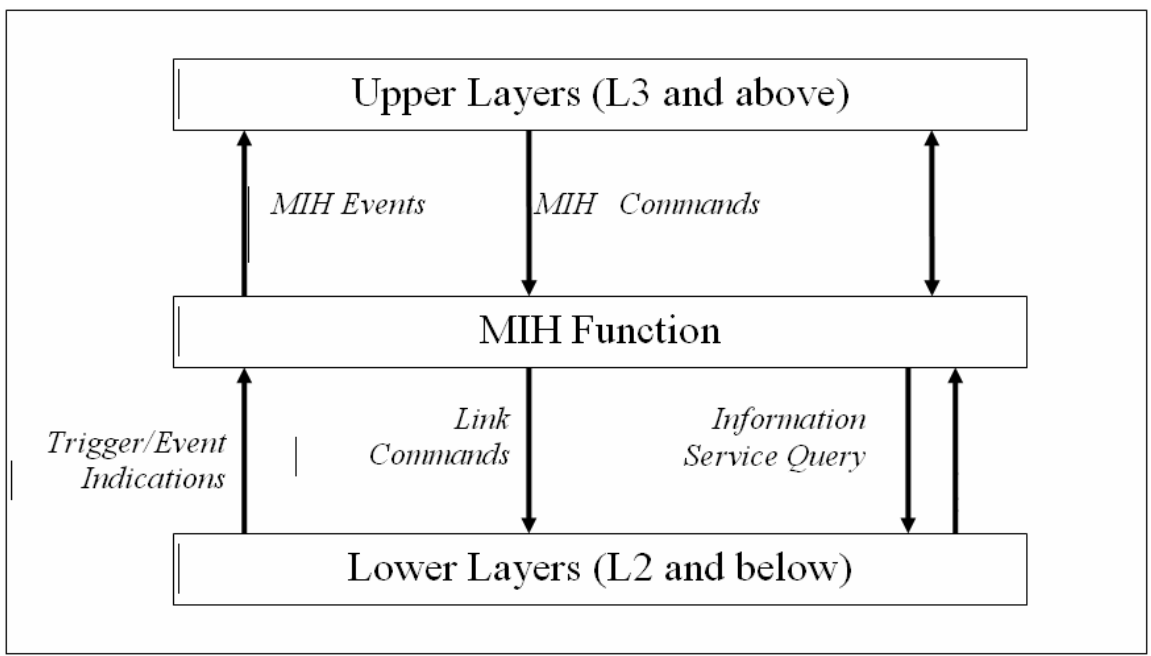 Upper Layers (L3 and above)
MIH Events
MIH Commands
MIH Function
Trigger/Event
Indications
Link
Commands
Information
Service Query
Lower Layers (L2 and below)